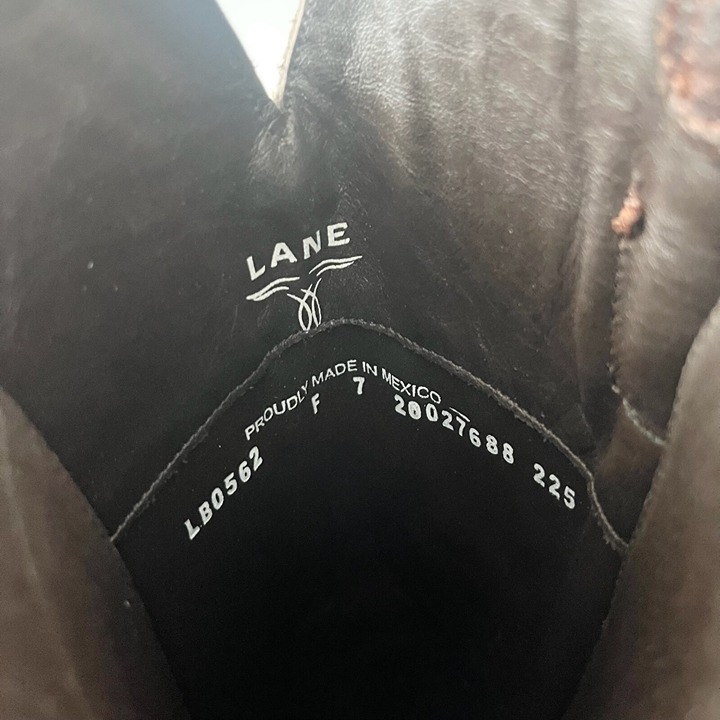 LANE
PROUDLY MADE IN MEXICO
LB0562 F 7 20027688 225